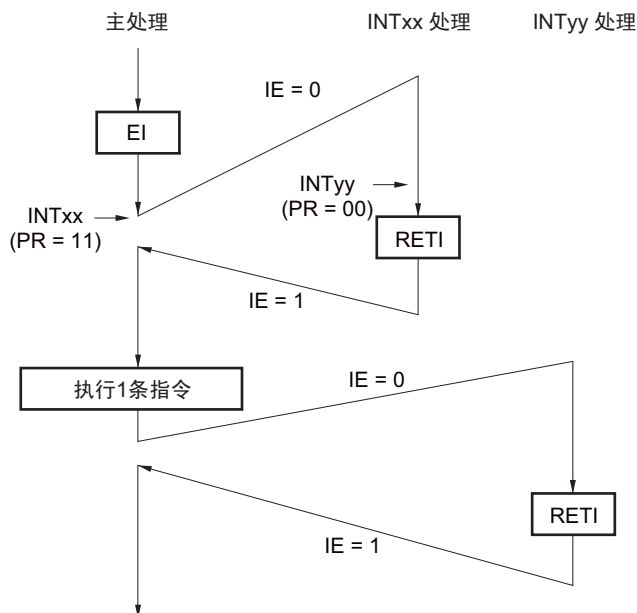 主处理
INTxx 处理
INTyy 处理
IE = 0
EI
INTxx
(PR = 11)
INTyy
(PR = 00)
RETI
IE = 1
执行1条指令
IE = 0
RETI
IE = 1